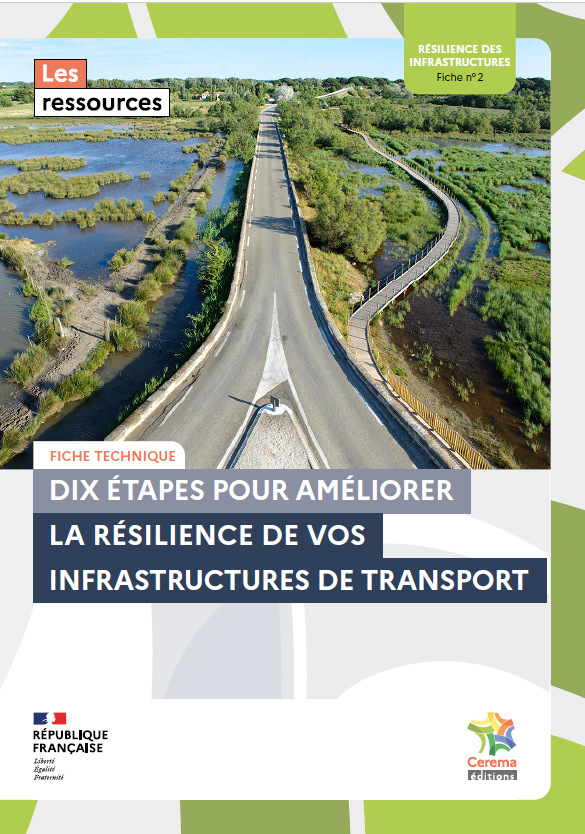 RÉSILIENCE DES
INFRASTRUCTURES
Fiche n° 2
Les
ressources
FICHE TECHNIQUE
DIX ÉTAPES POUR AMÉLIORER
LA RÉSILIENCE DE VOS
INFRASTRUCTURES DE TRANSPORT
RÉPUBLIQUE
FRANÇAISE
Liberté
Égalité
Fraternité
Cerema
éditions